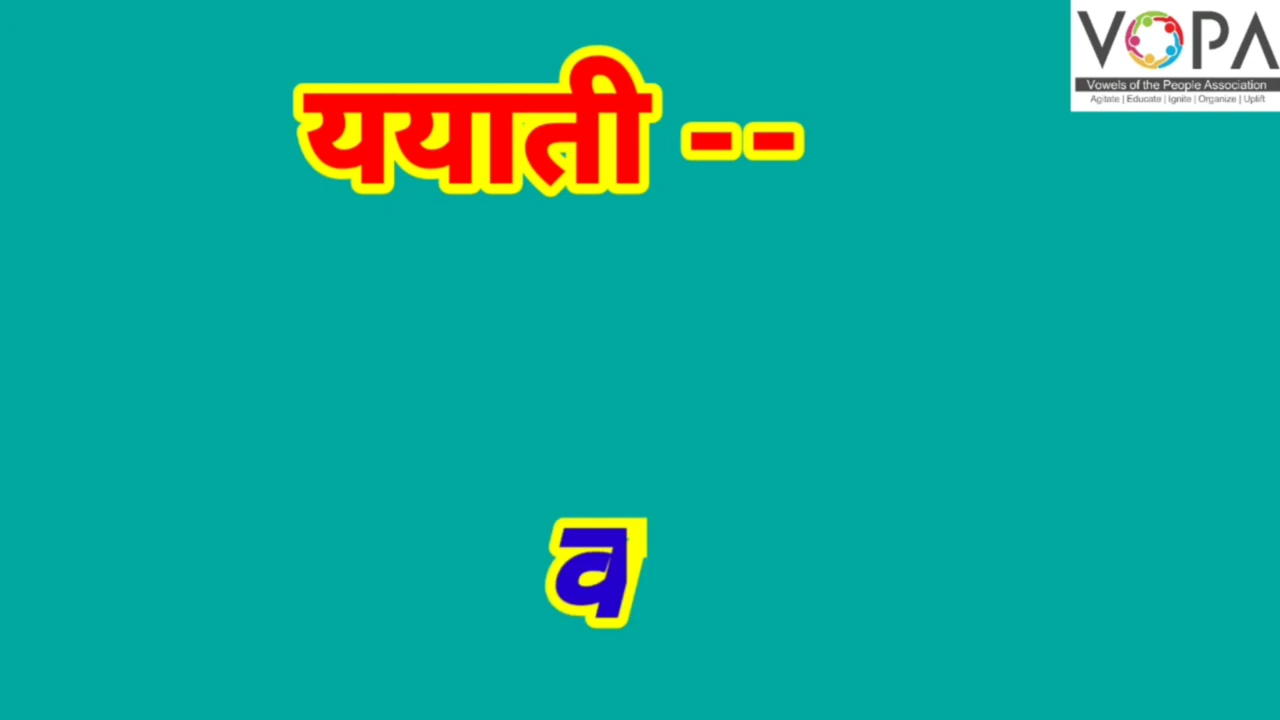 VOPA
Vowels of the People Association
Agitate | Educate | Ignite | Organize | Uplift
ययाती --
व